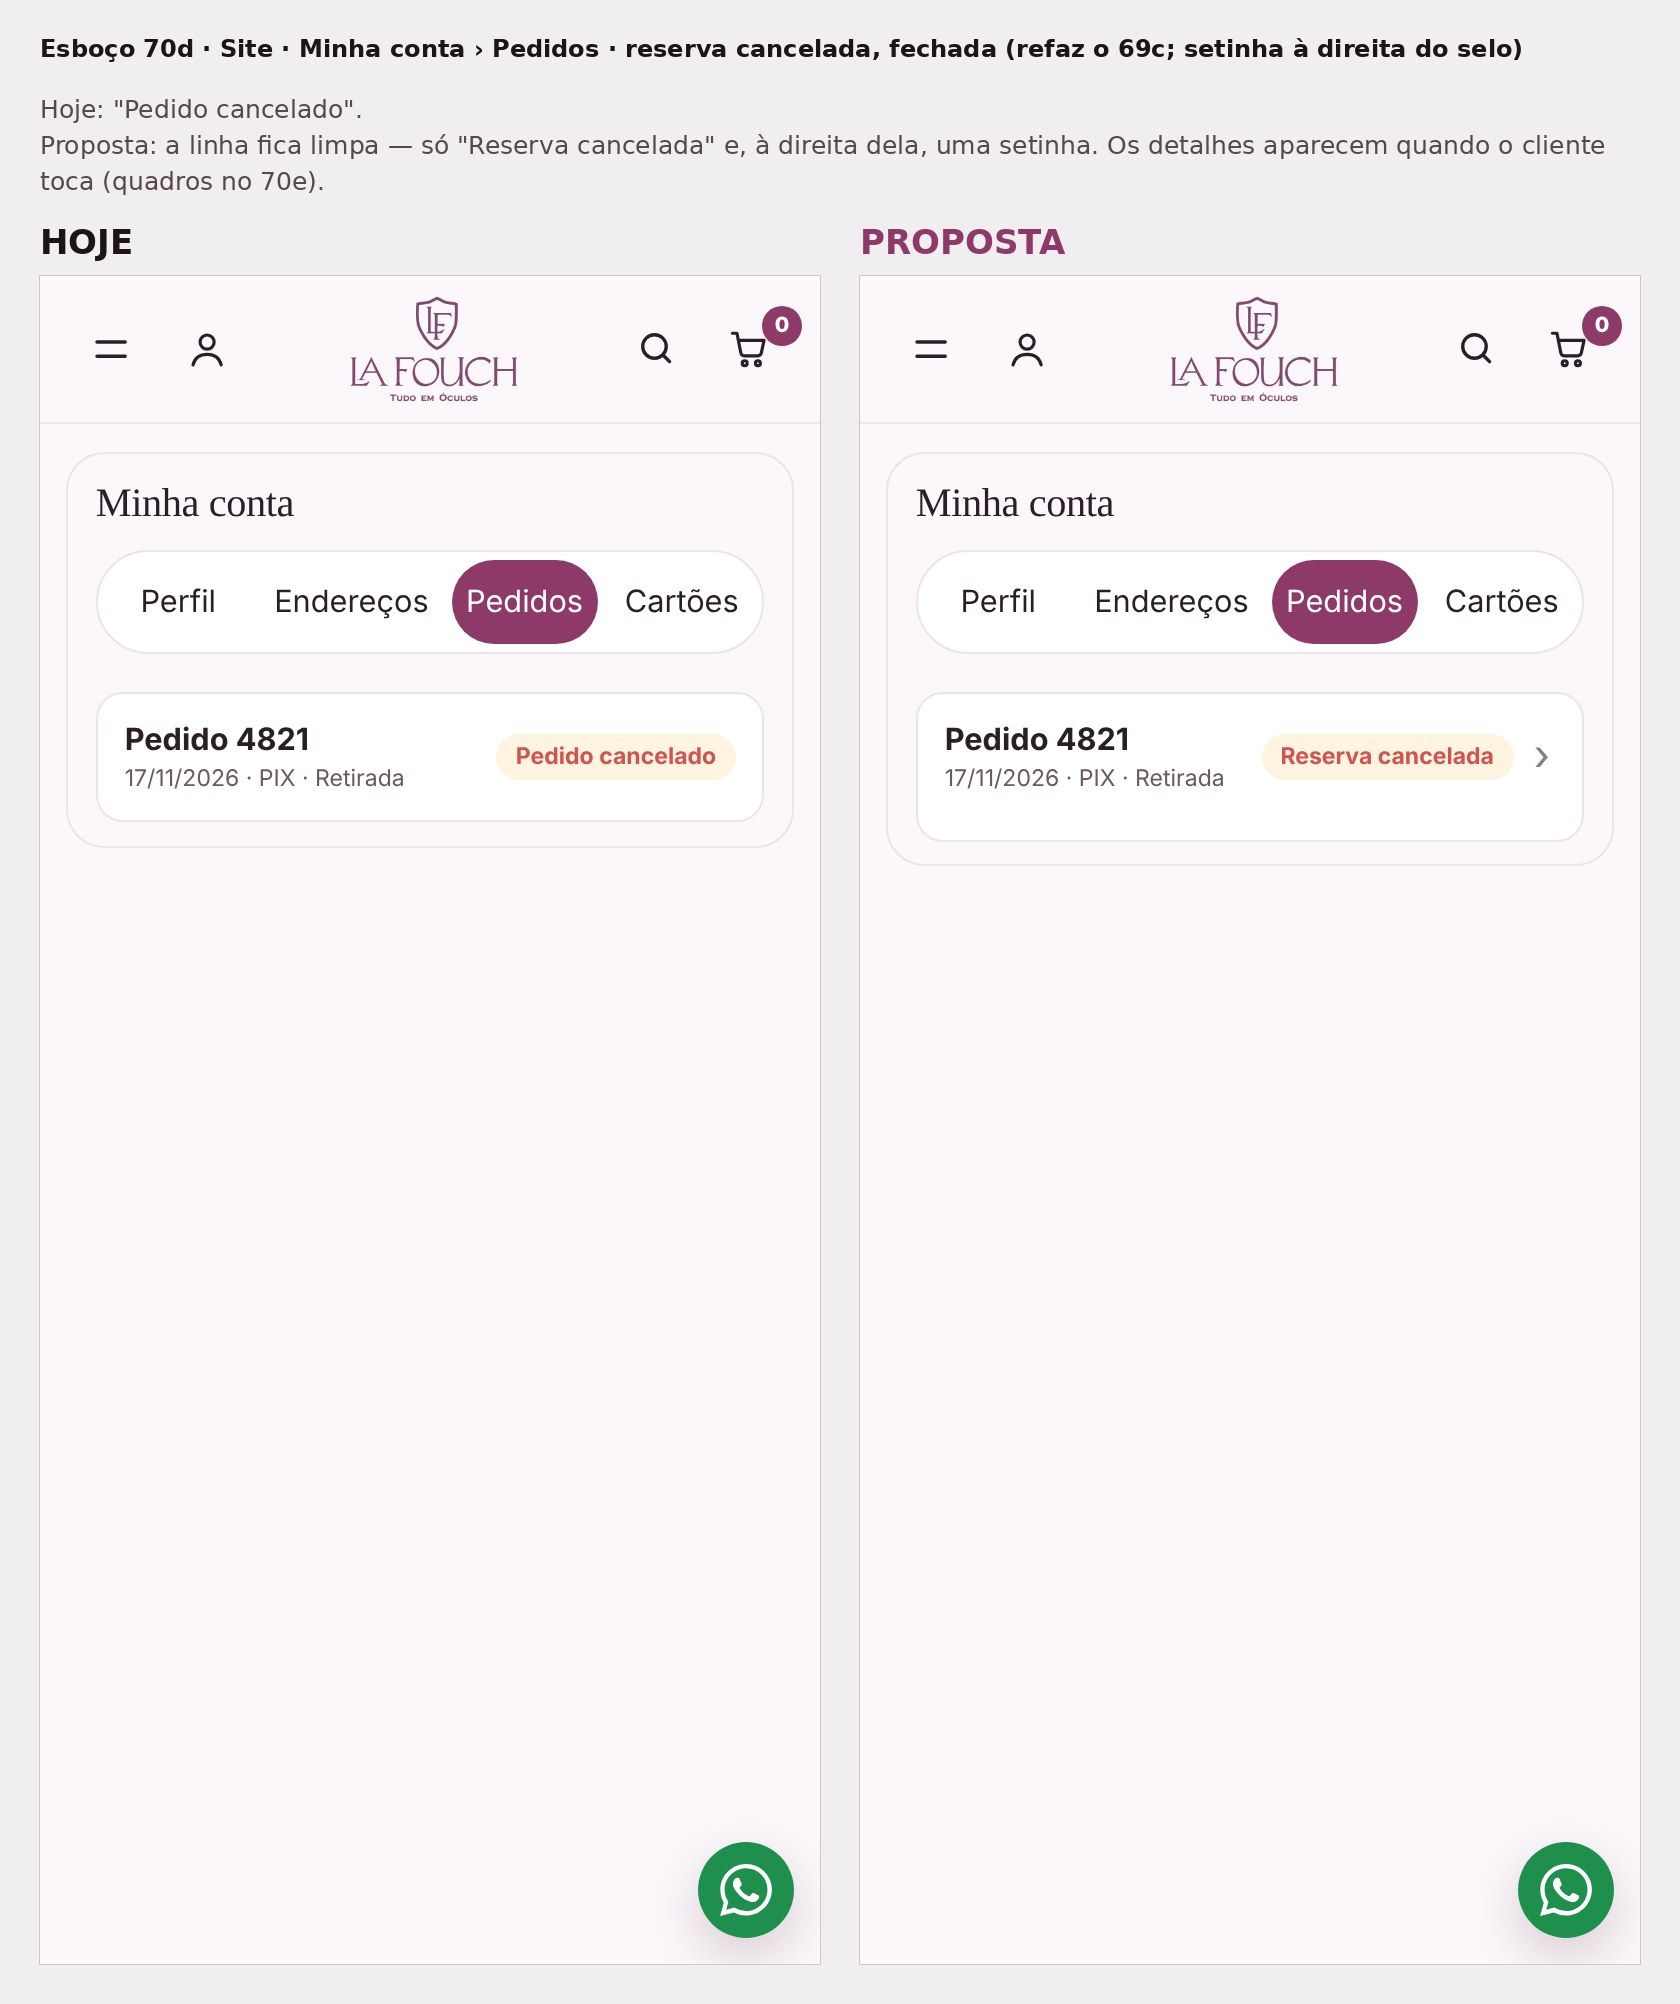 Esboço 70d · Site · Minha conta › Pedidos · reserva cancelada, fechada (refaz o 69c; setinha à direita do selo)
Hoje: "Pedido cancelado".
Proposta: a linha fica limpa — só "Reserva cancelada" e, à direita dela, uma setinha. Os detalhes aparecem quando o cliente
toca (quadros no 70e).
HOJE
LF
LA FOUCH
Tudo em Óculos
0
Minha conta
Perfil
Endereços
Pedidos
Cartões
Pedido 4821
17/11/2026 · PIX · Retirada
Pedido cancelado
PROPOSTA
LF
LA FOUCH
Tudo em Óculos
0
Minha conta
Perfil
Endereços
Pedidos
Cartões
Pedido 4821
17/11/2026 · PIX · Retirada
Reserva cancelada